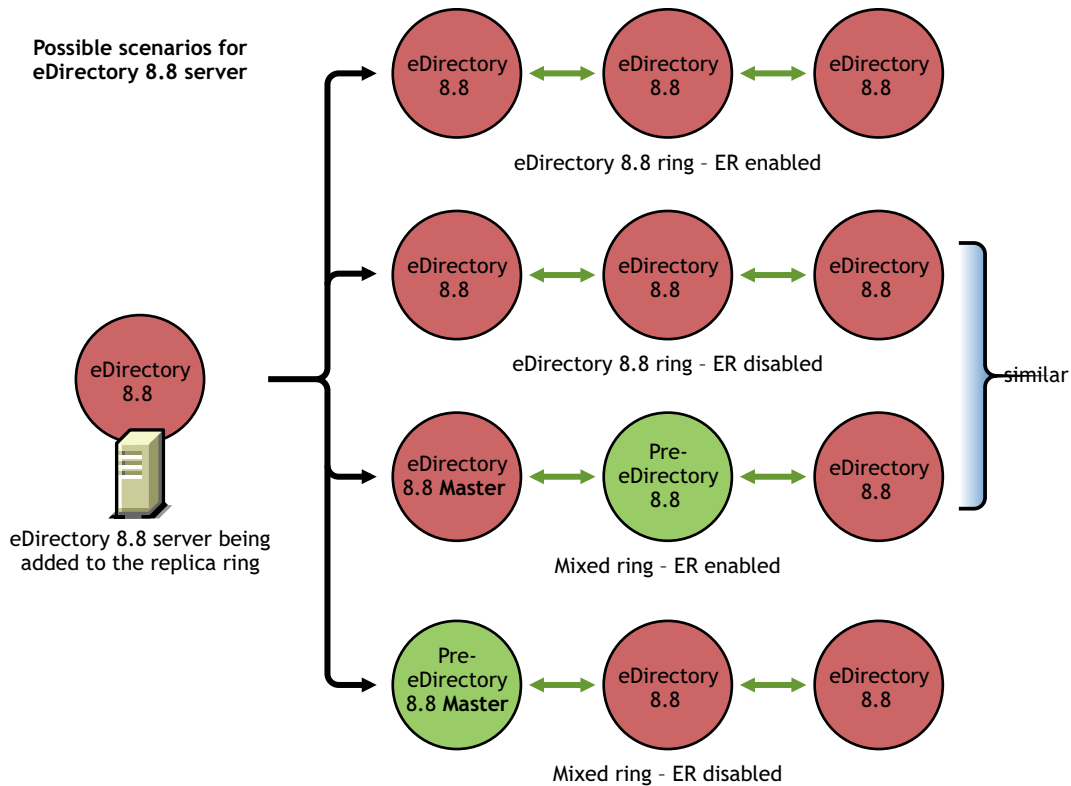 Possible scenarios for
eDirectory 8.8 server
eDirectory
8.8
eDirectory
8.8
eDirectory
8.8
eDirectory 8.8 ring – ER enabled
eDirectory
8.8
eDirectory
8.8
eDirectory
8.8
eDirectory 8.8 ring – ER disabled
similar
eDirectory
8.8
eDirectory 8.8 server being
added to the replica ring
eDirectory
8.8 Master
Pre-
eDirectory
8.8
eDirectory
8.8
Mixed ring – ER enabled
Pre-
eDirectory
8.8 Master
eDirectory
8.8
eDirectory
8.8
Mixed ring – ER disabled